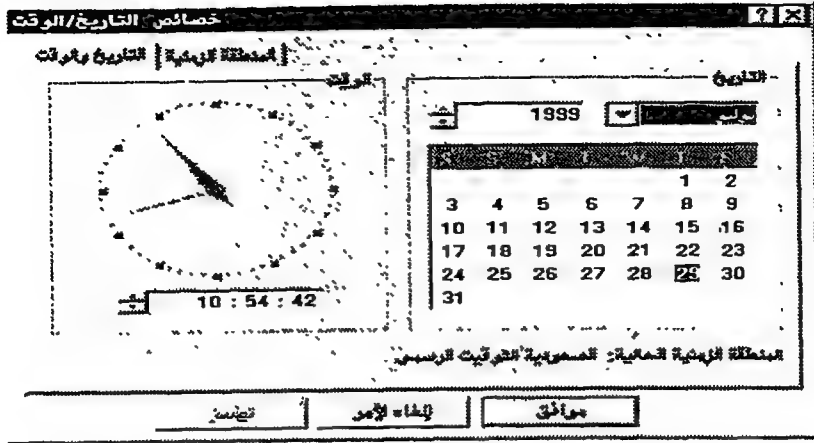 خصائص التاريخ/الوقت
التاريخ والوقت المنطقة الزمنية
التاريخ
الوقت
1999
1 2
3 4 5 6 7 8 9
10 11 12 13 14 15 16
17 18 19 20 21 22 23
24 25 26 27 28 29 30
31
10 : 54 : 42
المنطقة الزمنية الحالية: السعودية التوقيت الرسمي
موافق إلغاء الأمر تطبيق